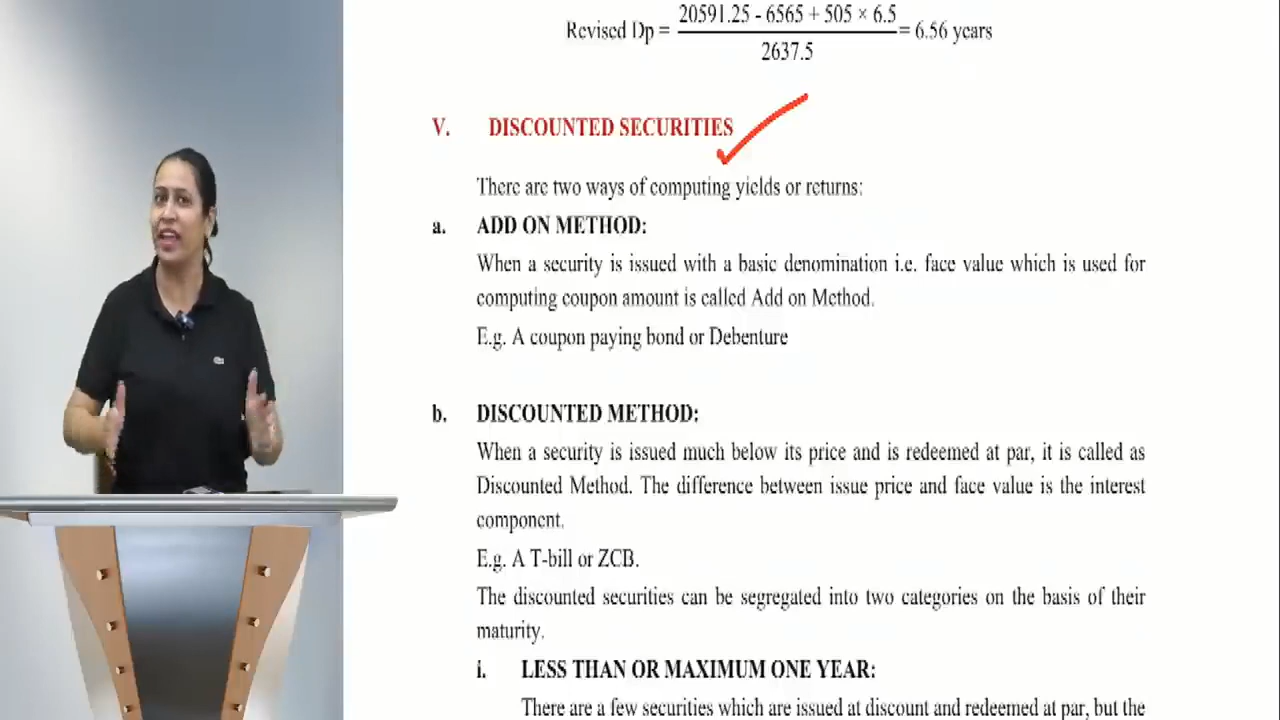 Revised Dp = 20591.25 - 6565 + 505 × 6.5 / 2637.5 = 6.56 years
V. DISCOUNTED SECURITIES
There are two ways of computing yields or returns:
a. ADD ON METHOD:
When a security is issued with a basic denomination i.e. face value which is used for
computing coupon amount is called Add on Method.
E.g. A coupon paying bond or Debenture
b. DISCOUNTED METHOD:
When a security is issued much below its price and is redeemed at par, it is called as
Discounted Method. The difference between issue price and face value is the interest
component.
E.g. A T-bill or ZCB.
The discounted securities can be segregated into two categories on the basis of their
maturity.
i. LESS THAN OR MAXIMUM ONE YEAR:
There are a few securities which are issued at discount and redeemed at par, but the